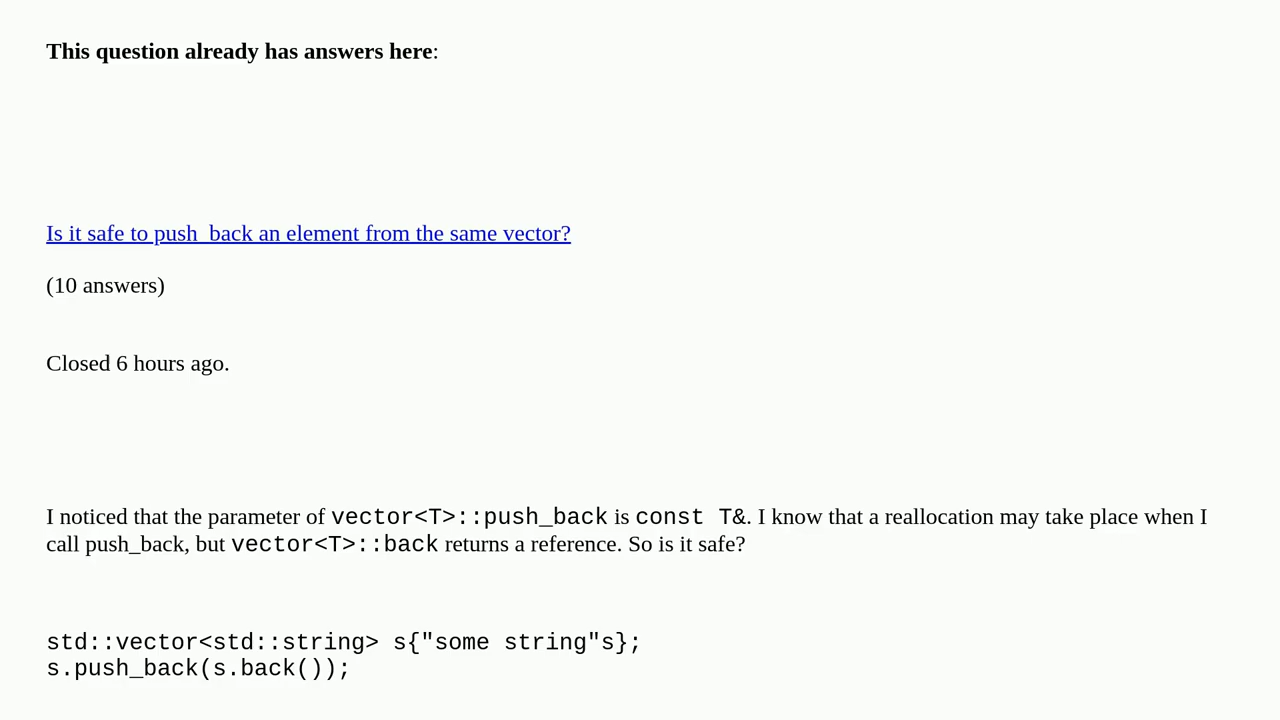 This question already has answers here:
Is it safe to push_back an element from the same vector?
(10 answers)
Closed 6 hours ago.
I noticed that the parameter of vector<T>::push_back is const T&. I know that a reallocation may take place when I
call push_back, but vector<T>::back returns a reference. So is it safe?
std::vector<std::string> s{"some string"s};
s.push_back(s.back());